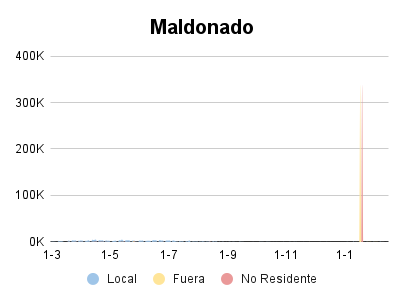 Maldonado
400K
300K
200K
100K
0K
1-3 1-5 1-7 1-9 1-11 1-1
Local Fuera No Residente